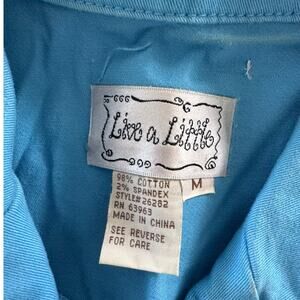 Live a Little
98% COTTON
2% SPANDEX
STYLE# 26282
RN 63963
MADE IN CHINA
SEE REVERSE
FOR CARE
M